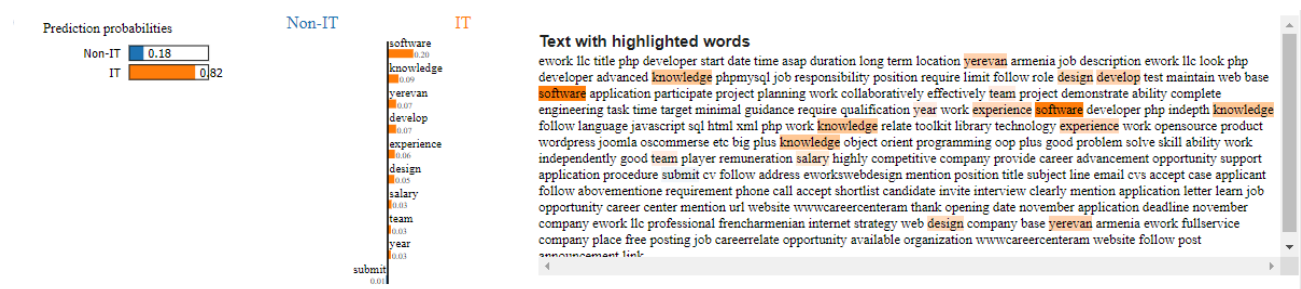 Prediction probabilities
Non-IT 0.18
IT 0.82
Non-IT IT
software
0.20
knowledge
0.09
yerevan
0.07
develop
0.07
experience
0.06
design
0.05
salary
0.03
team
0.03
year
0.03
submit
0.01
Text with highlighted words
ework llc title php developer start date time asap duration long term location yerevan armenia job description ework llc look php
developer advanced knowledge phpmysql job responsibility position require limit follow role design develop test maintain web base
software application participate project planning work collaboratively effectively team project demonstrate ability complete
engineering task time target minimal guidance require qualification year work experience software developer php indepth knowledge
follow language javascript sql html xml php work knowledge relate toolkit library technology experience work opensource product
wordpress joomla oscommerse etc big plus knowledge object orient programming oop plus good problem solve skill ability work
independently good team player remuneration salary highly competitive company provide career advancement opportunity support
application procedure submit cv follow address eworkswebdesign mention position title subject line email cvs accept case applicant
follow abovementione requirement phone call accept shortlist candidate invite interview clearly mention application letter learn job
opportunity career center mention url website wwwcareercenteram thank opening date november application deadline november
company ework llc professional frencharmenian internet strategy web design company base yerevan armenia ework fullservice
company place free posting job careerrelate opportunity available organization wwwcareercenteram website follow post
announcement link